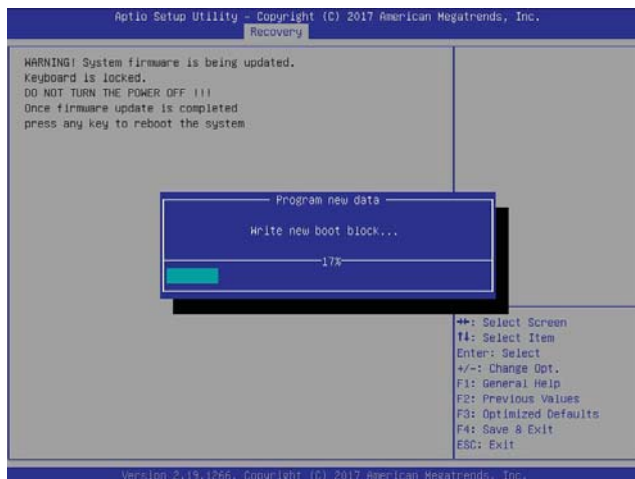 Aptio Setup Utility - Copyright (C) 2017 American Megatrends, Inc.
Recovery
WARNING! System firmware is being updated.
Keyboard is locked.
DO NOT TURN THE POWER OFF !!!
Once firmware update is completed
press any key to reboot the system
Program new data
Write new boot block...
17%
→←: Select Screen
↑↓: Select Item
Enter: Select
+/-: Change Opt.
F1: General Help
F2: Previous Values
F3: Optimized Defaults
F4: Save & Exit
ESC: Exit
Version 2.19.1266. Copyright (C) 2017 American Megatrends, Inc.